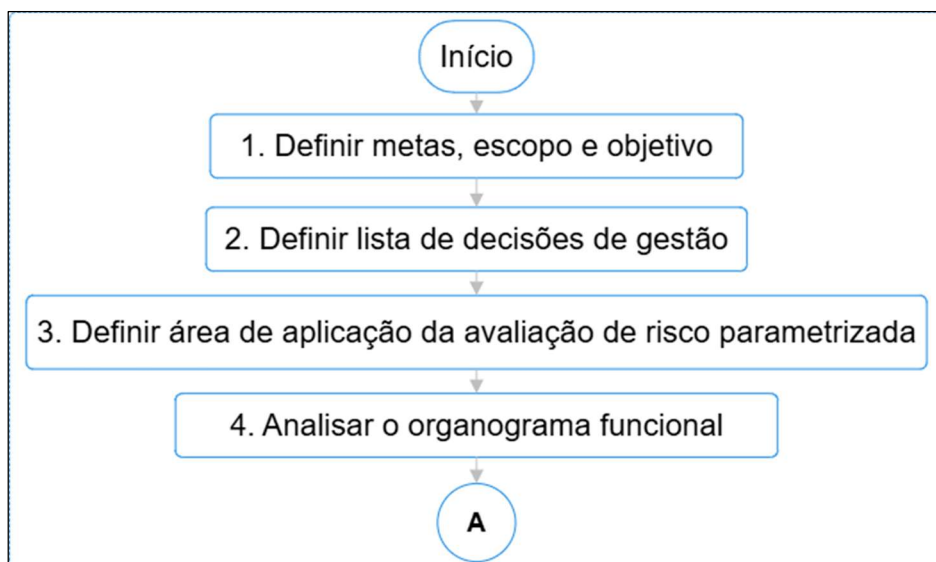 Início
1. Definir metas, escopo e objetivo
2. Definir lista de decisões de gestão
3. Definir área de aplicação da avaliação de risco parametrizada
4. Analisar o organograma funcional
A